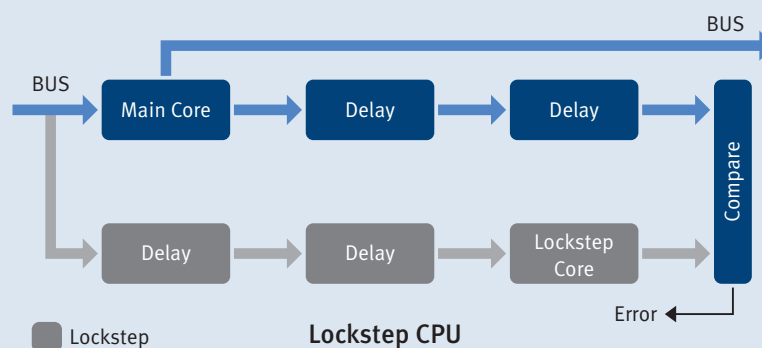 BUS
BUS
Main Core
Delay
Delay
Compare
Delay
Delay
Lockstep
Core
Error
Lockstep
Lockstep CPU